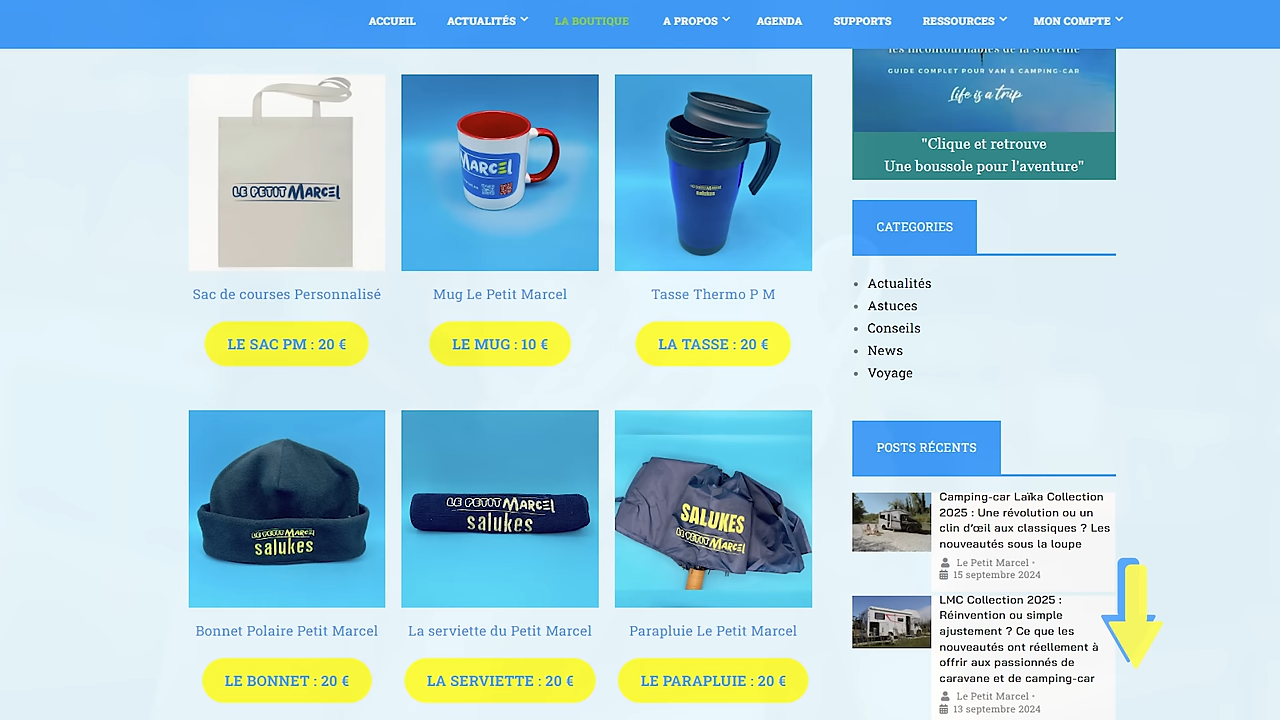 ACCUEIL
ACTUALITÉS
LA BOUTIQUE
A PROPOS
AGENDA
SUPPORTS
RESSOURCES
MON COMPTE
les incontournables de la Slovénie
GUIDE COMPLET POUR VAN & CAMPING-CAR
Life is a trip
"Clique et retrouve
Une boussole pour l'aventure"
LE PETIT MARCEL
MARCEL
LE PETIT MARCEL
salukes
Sac de courses Personnalisé
Mug Le Petit Marcel
Tasse Thermo P M
LE SAC PM : 20 €
LE MUG : 10 €
LA TASSE : 20 €
LE PETIT MARCEL
salukes
LE PETIT MARCEL
salukes
SALUKES
LE PETIT MARCEL
Bonnet Polaire Petit Marcel
La serviette du Petit Marcel
Parapluie Le Petit Marcel
LE BONNET : 20 €
LA SERVIETTE : 20 €
LE PARAPLUIE : 20 €
CATEGORIES
Actualités
Astuces
Conseils
News
Voyage
POSTS RÉCENTS
Camping-car Laïka Collection
2025 : Une révolution ou un
clin d'œil aux classiques ? Les
nouveautés sous la loupe
Le Petit Marcel •
15 septembre 2024
LMC Collection 2025 :
Réinvention ou simple
ajustement ? Ce que les
nouveautés ont réellement à
offrir aux passionnés de
caravane et de camping-car
Le Petit Marcel •
13 septembre 2024